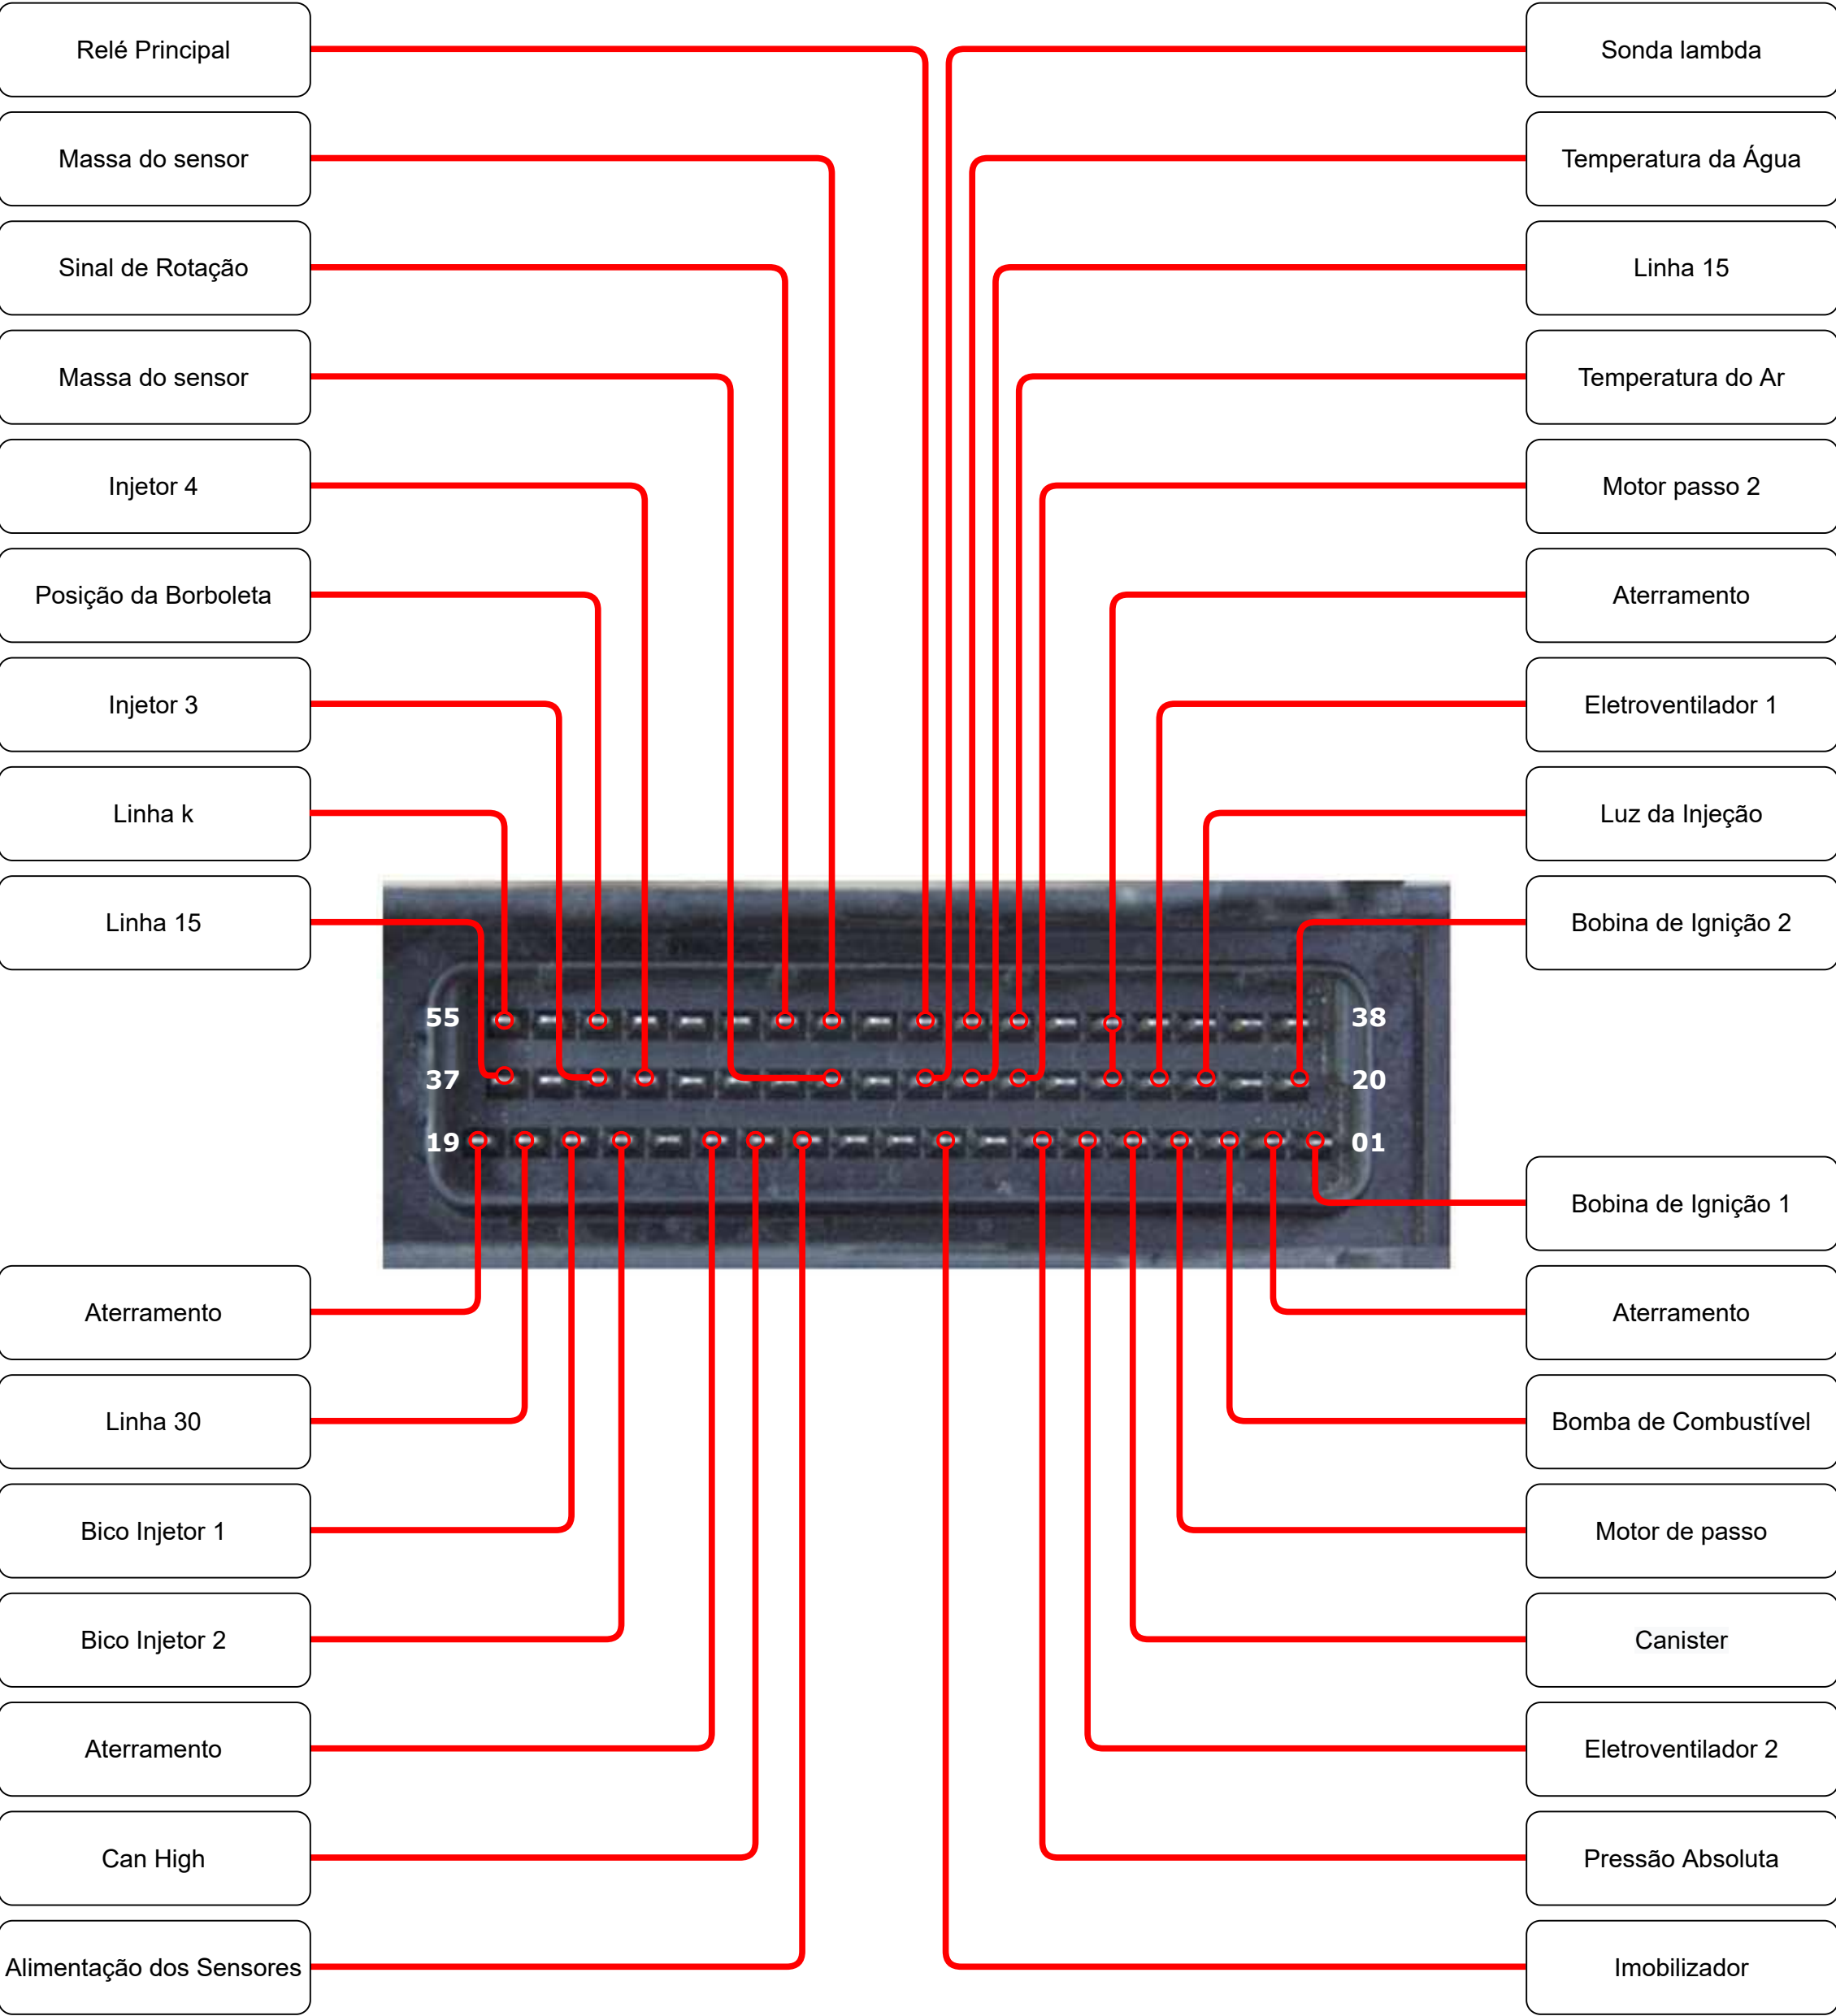 Relé Principal
Sonda lambda
Massa do sensor
Temperatura da Água
Sinal de Rotação
Linha 15
Massa do sensor
Temperatura do Ar
Injetor 4
Motor passo 2
Posição da Borboleta
Aterramento
Injetor 3
Eletroventilador 1
Linha k
Luz da Injeção
Linha 15
Bobina de Ignição 2
55
38
37
20
19
01
Bobina de Ignição 1
Aterramento
Aterramento
Linha 30
Bomba de Combustível
Bico Injetor 1
Motor de passo
Bico Injetor 2
Canister
Aterramento
Eletroventilador 2
Can High
Pressão Absoluta
Alimentação dos Sensores
Imobilizador